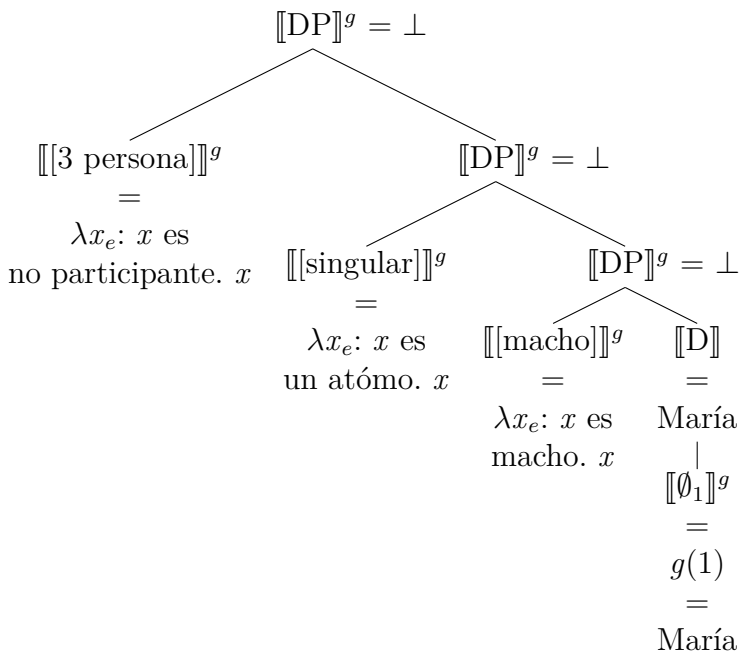 ⟦DP⟧^g = ⊥
⟦[3 persona]⟧^g
=
λx_e: x es
no participante. x
⟦DP⟧^g = ⊥
⟦[singular]⟧^g
=
λx_e: x es
un atómo. x
⟦DP⟧^g = ⊥
⟦[macho]⟧^g
=
λx_e: x es
macho. x
⟦D⟧
=
María
⟦∅_1⟧^g
=
g(1)
=
María